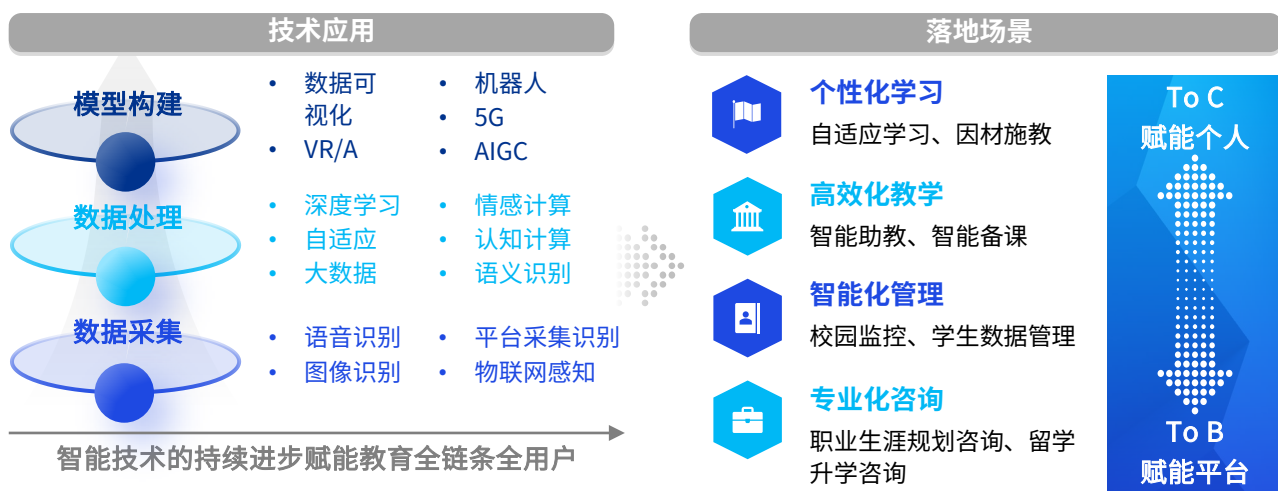 技术应用
模型构建
• 数据可
视化
• VR/A
• 机器人
• 5G
• AIGC
数据处理
• 深度学习
• 自适应
• 大数据
• 情感计算
• 认知计算
• 语义识别
数据采集
• 语音识别
• 图像识别
• 平台采集识别
• 物联网感知
智能技术的持续进步赋能教育全链条全用户
落地场景
个性化学习
自适应学习、因材施教
高效化教学
智能助教、智能备课
智能化管理
校园监控、学生数据管理
专业化咨询
职业生涯规划咨询、留学
升学咨询
To C
赋能个人
To B
赋能平台